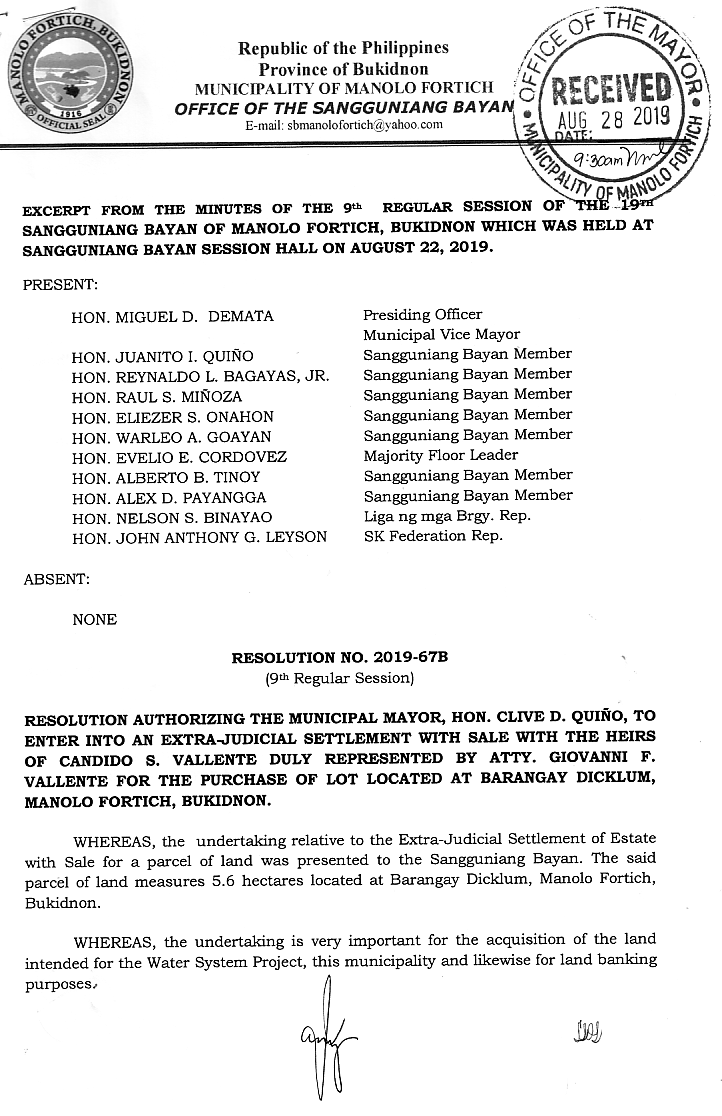 MANOLO FORTICH, BUKIDNON
1916
OFFICIAL SEAL
Republic of the Philippines
Province of Bukidnon
MUNICIPALITY OF MANOLO FORTICH
OFFICE OF THE SANGGUNIANG BAYAN
E-mail: sbmanolofortich@yahoo.com
OFFICE OF THE MAYOR
RECEIVED
AUG 28 2019
DATE:
9:30am
MUNICIPALITY OF MANOLO FORTICH
EXCERPT FROM THE MINUTES OF THE 9th REGULAR SESSION OF THE 19TH
SANGGUNIANG BAYAN OF MANOLO FORTICH, BUKIDNON WHICH WAS HELD AT
SANGGUNIANG BAYAN SESSION HALL ON AUGUST 22, 2019.
PRESENT:
HON. MIGUEL D. DEMATA Presiding Officer
Municipal Vice Mayor
HON. JUANITO I. QUIÑO Sangguniang Bayan Member
HON. REYNALDO L. BAGAYAS, JR. Sangguniang Bayan Member
HON. RAUL S. MIÑOZA Sangguniang Bayan Member
HON. ELIEZER S. ONAHON Sangguniang Bayan Member
HON. WARLEO A. GOAYAN Sangguniang Bayan Member
HON. EVELIO E. CORDOVEZ Majority Floor Leader
HON. ALBERTO B. TINOY Sangguniang Bayan Member
HON. ALEX D. PAYANGGA Sangguniang Bayan Member
HON. NELSON S. BINAYAO Liga ng mga Brgy. Rep.
HON. JOHN ANTHONY G. LEYSON SK Federation Rep.
ABSENT:
NONE
RESOLUTION NO. 2019-67B
(9th Regular Session)
RESOLUTION AUTHORIZING THE MUNICIPAL MAYOR, HON. CLIVE D. QUIÑO, TO
ENTER INTO AN EXTRA-JUDICIAL SETTLEMENT WITH SALE WITH THE HEIRS
OF CANDIDO S. VALLENTE DULY REPRESENTED BY ATTY. GIOVANNI F.
VALLENTE FOR THE PURCHASE OF LOT LOCATED AT BARANGAY DICKLUM,
MANOLO FORTICH, BUKIDNON.
WHEREAS, the undertaking relative to the Extra-Judicial Settlement of Estate
with Sale for a parcel of land was presented to the Sangguniang Bayan. The said
parcel of land measures 5.6 hectares located at Barangay Dicklum, Manolo Fortich,
Bukidnon.
WHEREAS, the undertaking is very important for the acquisition of the land
intended for the Water System Project, this municipality and likewise for land banking
purposes.